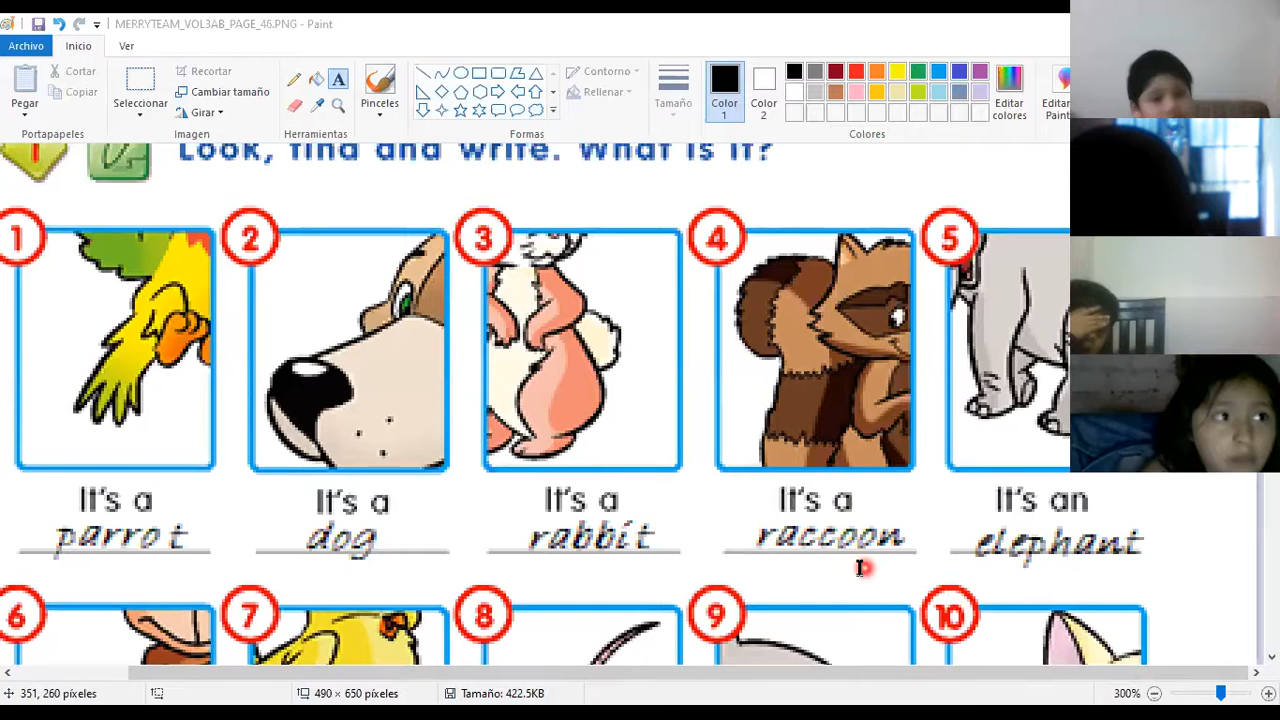 MERRYTEAM_VOL3AB_PAGE_46.PNG - Paint
Archivo Inicio Ver
Pegar Cortar Copiar Seleccionar Recortar Cambiar tamaño Girar Pinceles Contorno Rellenar Tamaño Color 1 Color 2 Editar colores Editar
Portapapeles Imagen Herramientas Formas Colores
Look, find and write. What is it?
1 2 3 4 5
It's a It's a It's a It's a It's an
parrot dog rabbit raccoon elephant
6 7 8 9 10
351, 260 píxeles 490 × 650 píxeles Tamaño: 422.5KB 300%